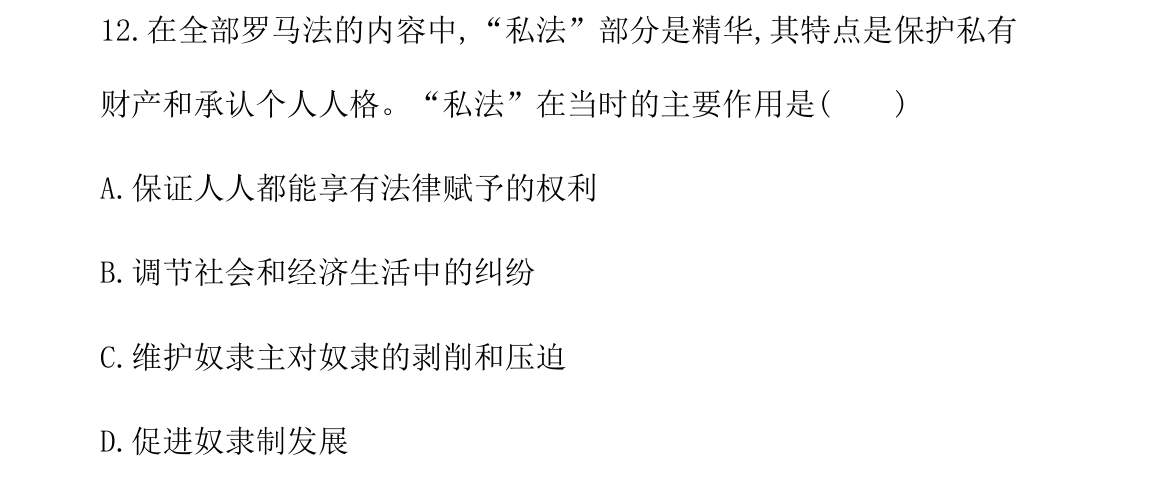 12.在全部罗马法的内容中,“私法”部分是精华,其特点是保护私有
财产和承认个人人格。“私法”在当时的主要作用是(  )
A.保证人人都能享有法律赋予的权利
B.调节社会和经济生活中的纠纷
C.维护奴隶主对奴隶的剥削和压迫
D.促进奴隶制发展